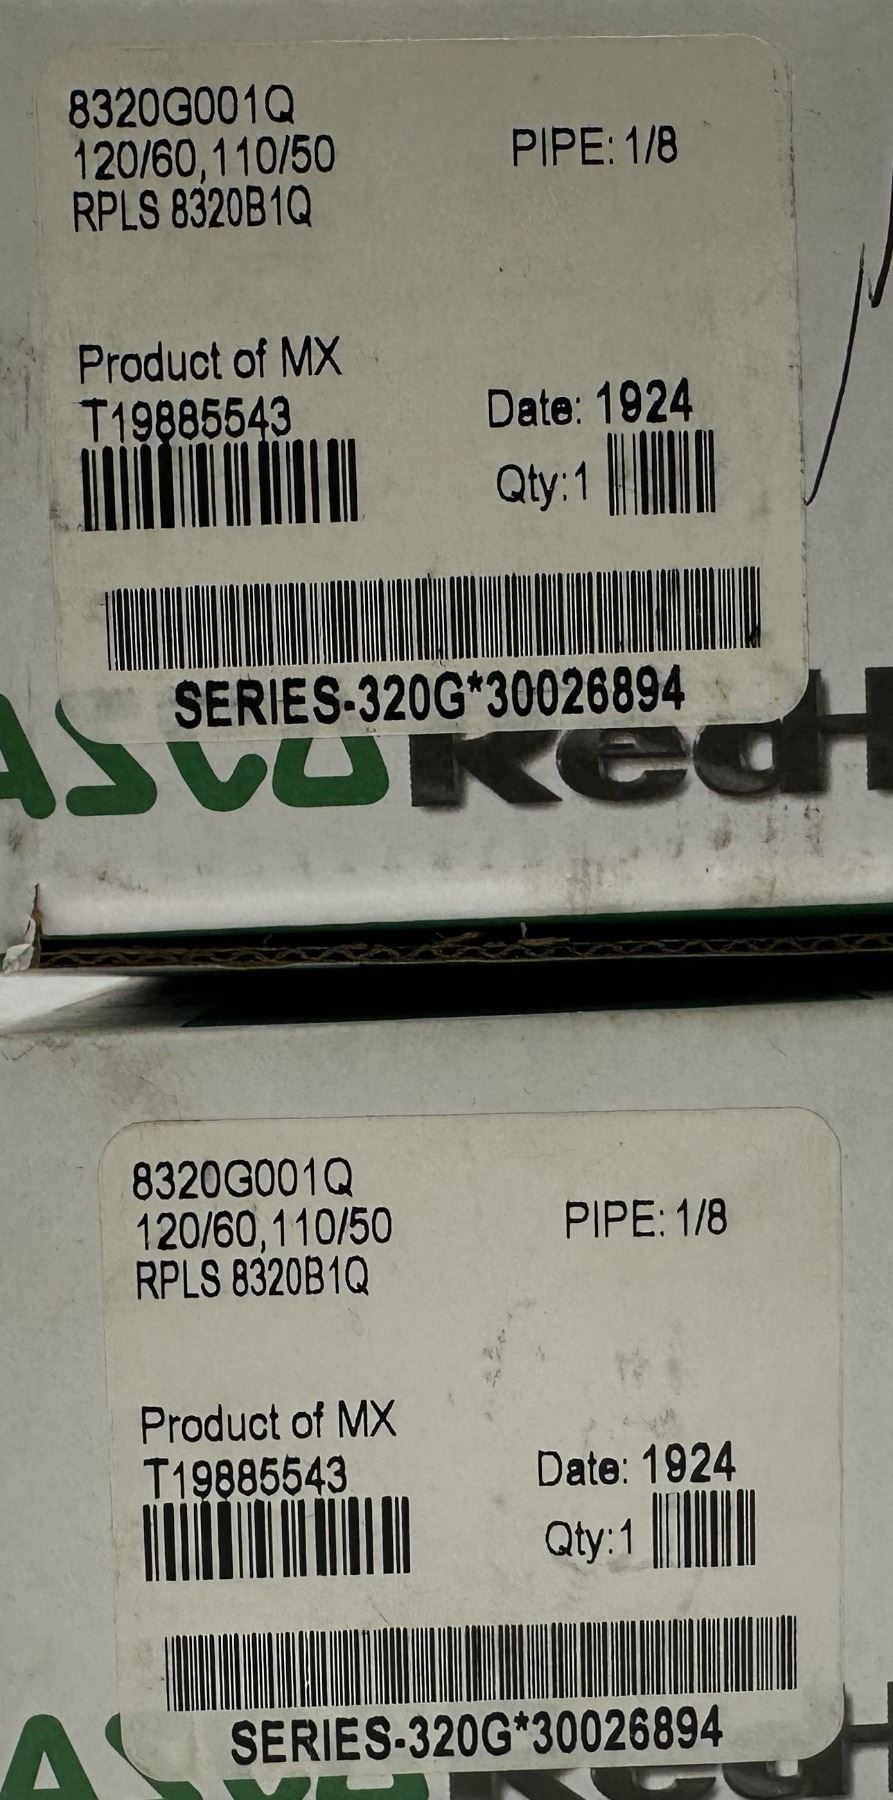 8320G001Q
120/60,110/50
PIPE: 1/8
RPLS 8320B1Q
Product of MX
T19885543
Date: 1924
Qty:1
SERIES-320G*30026894
ASCO RedH
8320G001Q
120/60,110/50
PIPE: 1/8
RPLS 8320B1Q
Product of MX
T19885543
Date: 1924
Qty:1
SERIES-320G*30026894